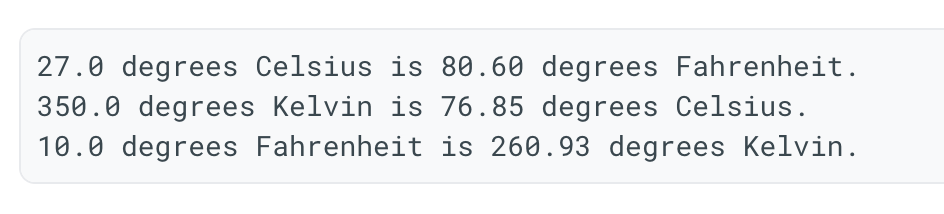 27.0 degrees Celsius is 80.60 degrees Fahrenheit.
350.0 degrees Kelvin is 76.85 degrees Celsius.
10.0 degrees Fahrenheit is 260.93 degrees Kelvin.